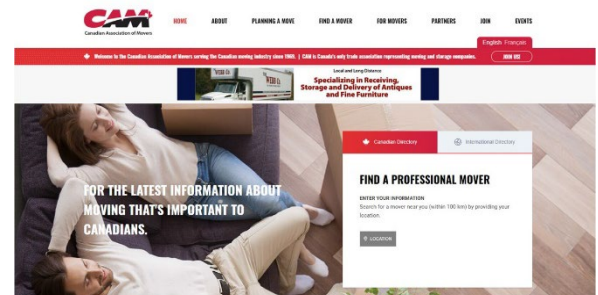 CAM
Canadian Association of Movers
HOME ABOUT PLANNING A MOVE FIND A MOVER FOR MOVERS PARTNERS JOIN EVENTS
English Français
Welcome to the Canadian Association of Movers serving the Canadian moving industry since 1969. | CAM is Canada's only trade association representing moving and storage companies.
JOIN US
Local and Long Distance
Specializing in Receiving,
Storage and Delivery of Antiques
and Fine Furniture
FOR THE LATEST INFORMATION ABOUT
MOVING THAT'S IMPORTANT TO
CANADIANS.
Canadian Directory International Directory
FIND A PROFESSIONAL MOVER
ENTER YOUR INFORMATION
Search for a mover near you (within 100 km) by providing your
location.
LOCATION